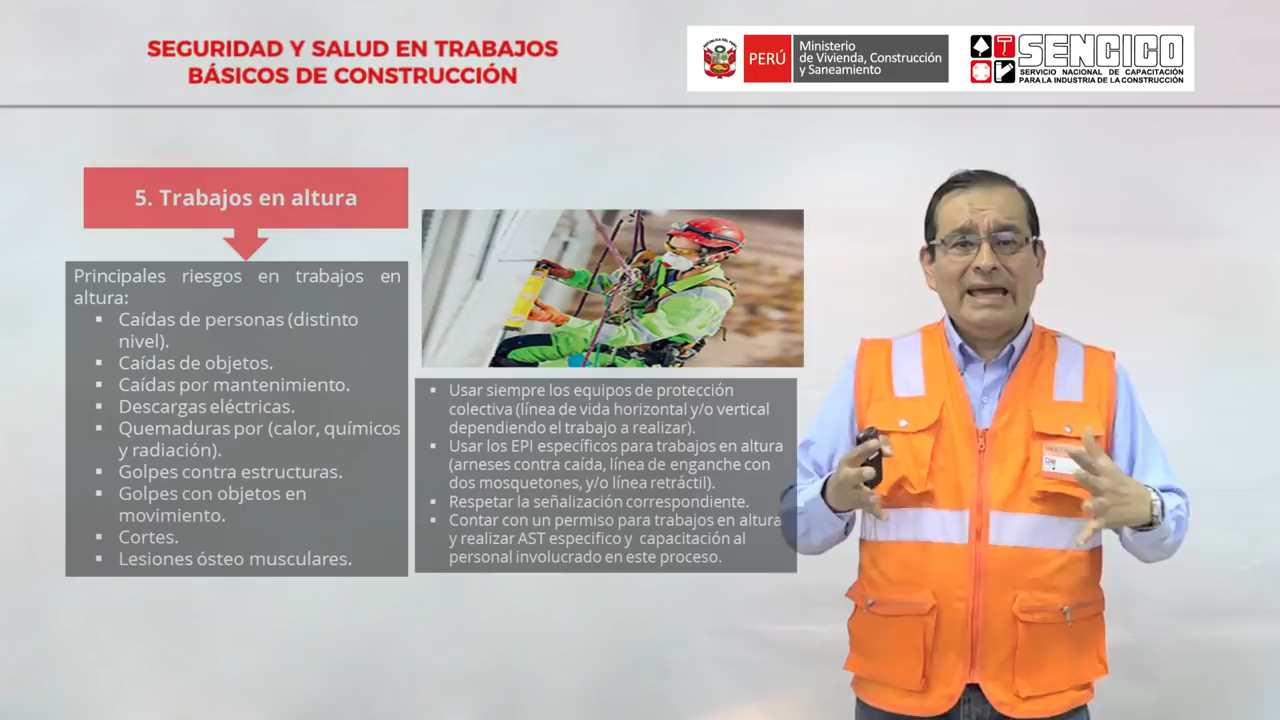 SEGURIDAD Y SALUD EN TRABAJOS
BÁSICOS DE CONSTRUCCIÓN
PERÚ
Ministerio
de Vivienda, Construcción
y Saneamiento
SENCICO
SERVICIO NACIONAL DE CAPACITACIÓN
PARA LA INDUSTRIA DE LA CONSTRUCCIÓN
5. Trabajos en altura
Principales riesgos en trabajos en
altura:
▪ Caídas de personas (distinto
nivel).
▪ Caídas de objetos.
▪ Caídas por mantenimiento.
▪ Descargas eléctricas.
▪ Quemaduras por (calor, químicos
y radiación).
▪ Golpes contra estructuras.
▪ Golpes con objetos en
movimiento.
▪ Cortes.
▪ Lesiones ósteo musculares.
▪ Usar siempre los equipos de protección
colectiva (línea de vida horizontal y/o vertical
dependiendo el trabajo a realizar).
▪ Usar los EPI específicos para trabajos en altura
(arneses contra caída, línea de enganche con
dos mosquetones, y/o línea retráctil).
▪ Respetar la señalización correspondiente.
▪ Contar con un permiso para trabajos en altura
y realizar AST especifico y capacitación al
personal involucrado en este proceso.